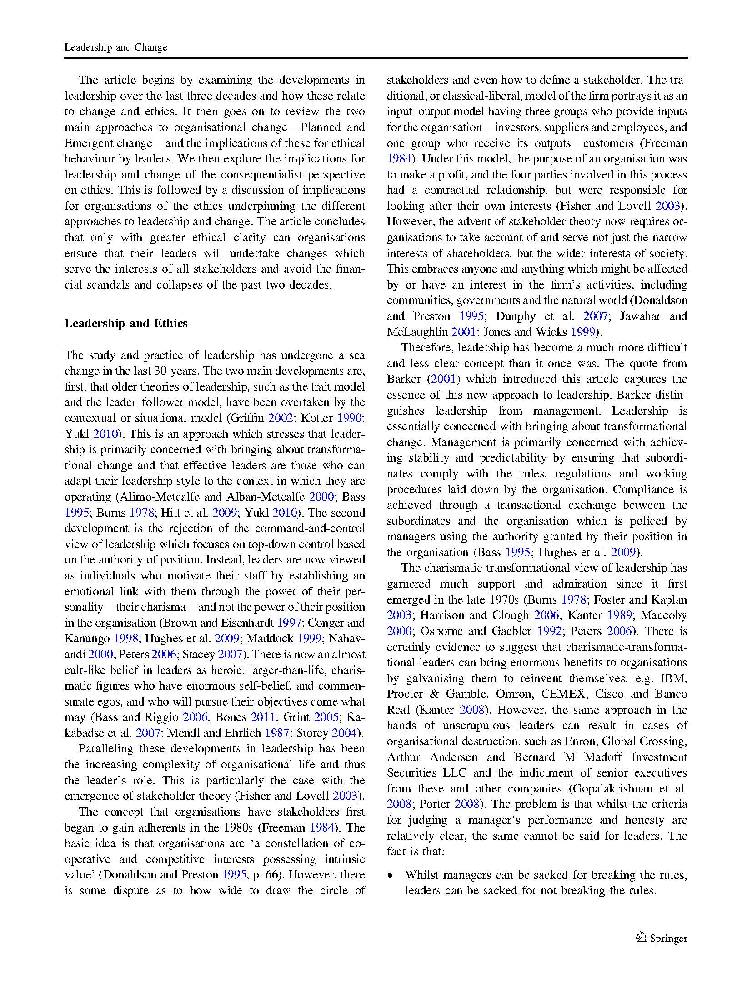 Leadership and Change
The article begins by examining the developments in
leadership over the last three decades and how these relate
to change and ethics. It then goes on to review the two
main approaches to organisational change—Planned and
Emergent change—and the implications of these for ethical
behaviour by leaders. We then explore the implications for
leadership and change of the consequentialist perspective
on ethics. This is followed by a discussion of implications
for organisations of the ethics underpinning the different
approaches to leadership and change. The article concludes
that only with greater ethical clarity can organisations
ensure that their leaders will undertake changes which
serve the interests of all stakeholders and avoid the finan-
cial scandals and collapses of the past two decades.
Leadership and Ethics
The study and practice of leadership has undergone a sea
change in the last 30 years. The two main developments are,
first, that older theories of leadership, such as the trait model
and the leader–follower model, have been overtaken by the
contextual or situational model (Griffin 2002; Kotter 1990;
Yukl 2010). This is an approach which stresses that leader-
ship is primarily concerned with bringing about transforma-
tional change and that effective leaders are those who can
adapt their leadership style to the context in which they are
operating (Alimo-Metcalfe and Alban-Metcalfe 2000; Bass
1995; Burns 1978; Hitt et al. 2009; Yukl 2010). The second
development is the rejection of the command-and-control
view of leadership which focuses on top-down control based
on the authority of position. Instead, leaders are now viewed
as individuals who motivate their staff by establishing an
emotional link with them through the power of their per-
sonality—their charisma—and not the power of their position
in the organisation (Brown and Eisenhardt 1997; Conger and
Kanungo 1998; Hughes et al. 2009; Maddock 1999; Nahav-
andi 2000; Peters 2006; Stacey 2007). There is now an almost
cult-like belief in leaders as heroic, larger-than-life, charis-
matic figures who have enormous self-belief, and commen-
surate egos, and who will pursue their objectives come what
may (Bass and Riggio 2006; Bones 2011; Grint 2005; Ka-
kabadse et al. 2007; Mendl and Ehrlich 1987; Storey 2004).
Paralleling these developments in leadership has been
the increasing complexity of organisational life and thus
the leader's role. This is particularly the case with the
emergence of stakeholder theory (Fisher and Lovell 2003).
The concept that organisations have stakeholders first
began to gain adherents in the 1980s (Freeman 1984). The
basic idea is that organisations are ‘a constellation of co-
operative and competitive interests possessing intrinsic
value’ (Donaldson and Preston 1995, p. 66). However, there
is some dispute as to how wide to draw the circle of
stakeholders and even how to define a stakeholder. The tra-
ditional, or classical-liberal, model of the firm portrays it as an
input–output model having three groups who provide inputs
for the organisation—investors, suppliers and employees, and
one group who receive its outputs—customers (Freeman
1984). Under this model, the purpose of an organisation was
to make a profit, and the four parties involved in this process
had a contractual relationship, but were responsible for
looking after their own interests (Fisher and Lovell 2003).
However, the advent of stakeholder theory now requires or-
ganisations to take account of and serve not just the narrow
interests of shareholders, but the wider interests of society.
This embraces anyone and anything which might be affected
by or have an interest in the firm's activities, including
communities, governments and the natural world (Donaldson
and Preston 1995; Dunphy et al. 2007; Jawahar and
McLaughlin 2001; Jones and Wicks 1999).
Therefore, leadership has become a much more difficult
and less clear concept than it once was. The quote from
Barker (2001) which introduced this article captures the
essence of this new approach to leadership. Barker distin-
guishes leadership from management. Leadership is
essentially concerned with bringing about transformational
change. Management is primarily concerned with achiev-
ing stability and predictability by ensuring that subordi-
nates comply with the rules, regulations and working
procedures laid down by the organisation. Compliance is
achieved through a transactional exchange between the
subordinates and the organisation which is policed by
managers using the authority granted by their position in
the organisation (Bass 1995; Hughes et al. 2009).
The charismatic-transformational view of leadership has
garnered much support and admiration since it first
emerged in the late 1970s (Burns 1978; Foster and Kaplan
2003; Harrison and Clough 2006; Kanter 1989; Maccoby
2000; Osborne and Gaebler 1992; Peters 2006). There is
certainly evidence to suggest that charismatic-transforma-
tional leaders can bring enormous benefits to organisations
by galvanising them to reinvent themselves, e.g. IBM,
Procter & Gamble, Omron, CEMEX, Cisco and Banco
Real (Kanter 2008). However, the same approach in the
hands of unscrupulous leaders can result in cases of
organisational destruction, such as Enron, Global Crossing,
Arthur Andersen and Bernard M Madoff Investment
Securities LLC and the indictment of senior executives
from these and other companies (Gopalakrishnan et al.
2008; Porter 2008). The problem is that whilst the criteria
for judging a manager's performance and honesty are
relatively clear, the same cannot be said for leaders. The
fact is that:
• Whilst managers can be sacked for breaking the rules,
leaders can be sacked for not breaking the rules.
Springer